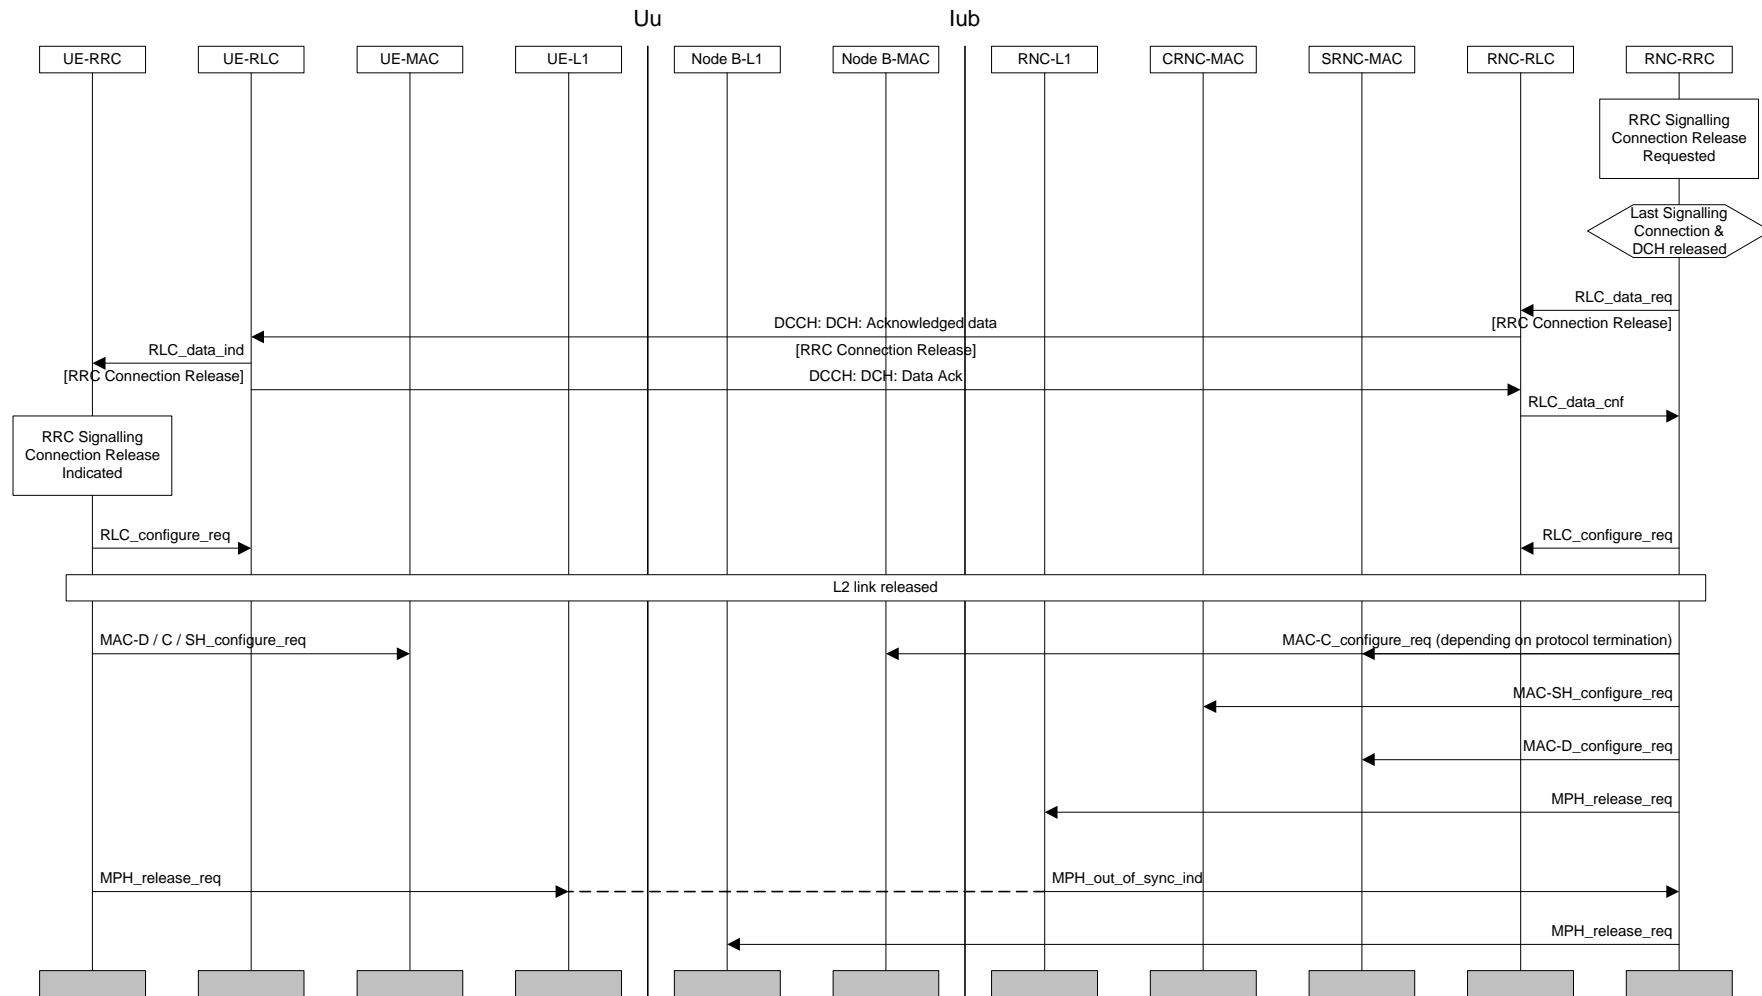 Uu
Iub
UE-RRC
UE-RLC
UE-MAC
UE-L1
Node B-L1
Node B-MAC
RNC-L1
CRNC-MAC
SRNC-MAC
RNC-RLC
RNC-RRC
RRC Signalling
Connection Release
Requested
Last Signalling
Connection &
DCH released
RLC_data_req
[RRC Connection Release]
DCCH: DCH: Acknowledged data
[RRC Connection Release]
RLC_data_ind
[RRC Connection Release]
DCCH: DCH: Data Ack
RLC_data_cnf
RRC Signalling
Connection Release
Indicated
RLC_configure_req
RLC_configure_req
L2 link released
MAC-D / C / SH_configure_req
MAC-C_configure_req (depending on protocol termination)
MAC-SH_configure_req
MAC-D_configure_req
MPH_release_req
MPH_release_req
MPH_out_of_sync_ind
MPH_release_req